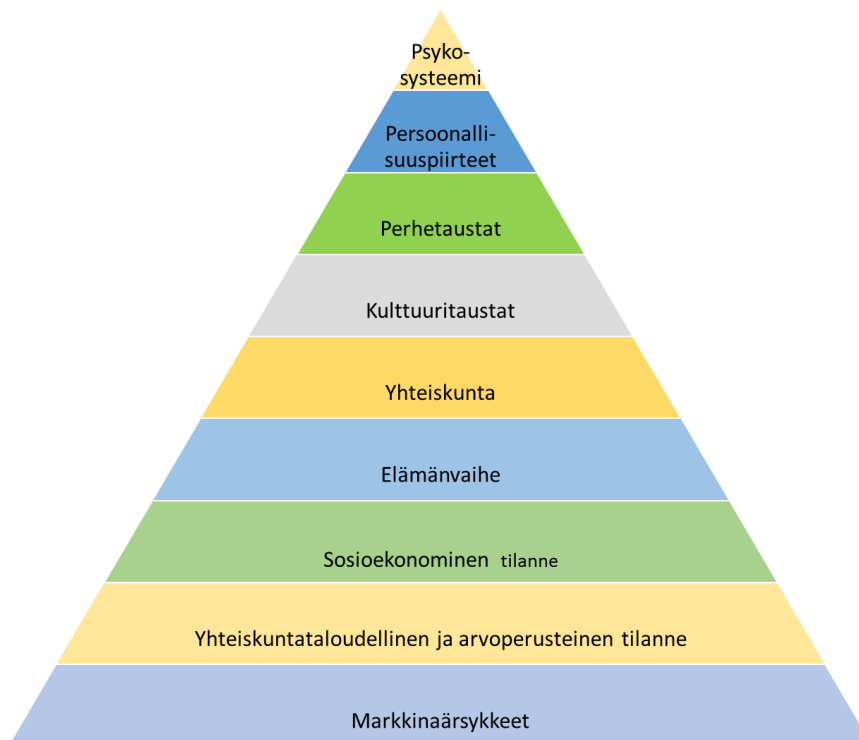 Psyko-
systeemi
Persoonalli-
suuspiirteet
Perhetaustat
Kulttuuritaustat
Yhteiskunta
Elämänvaihe
Sosioekonominen tilanne
Yhteiskuntataloudellinen ja arvoperusteinen tilanne
Markkinaärsykkeet